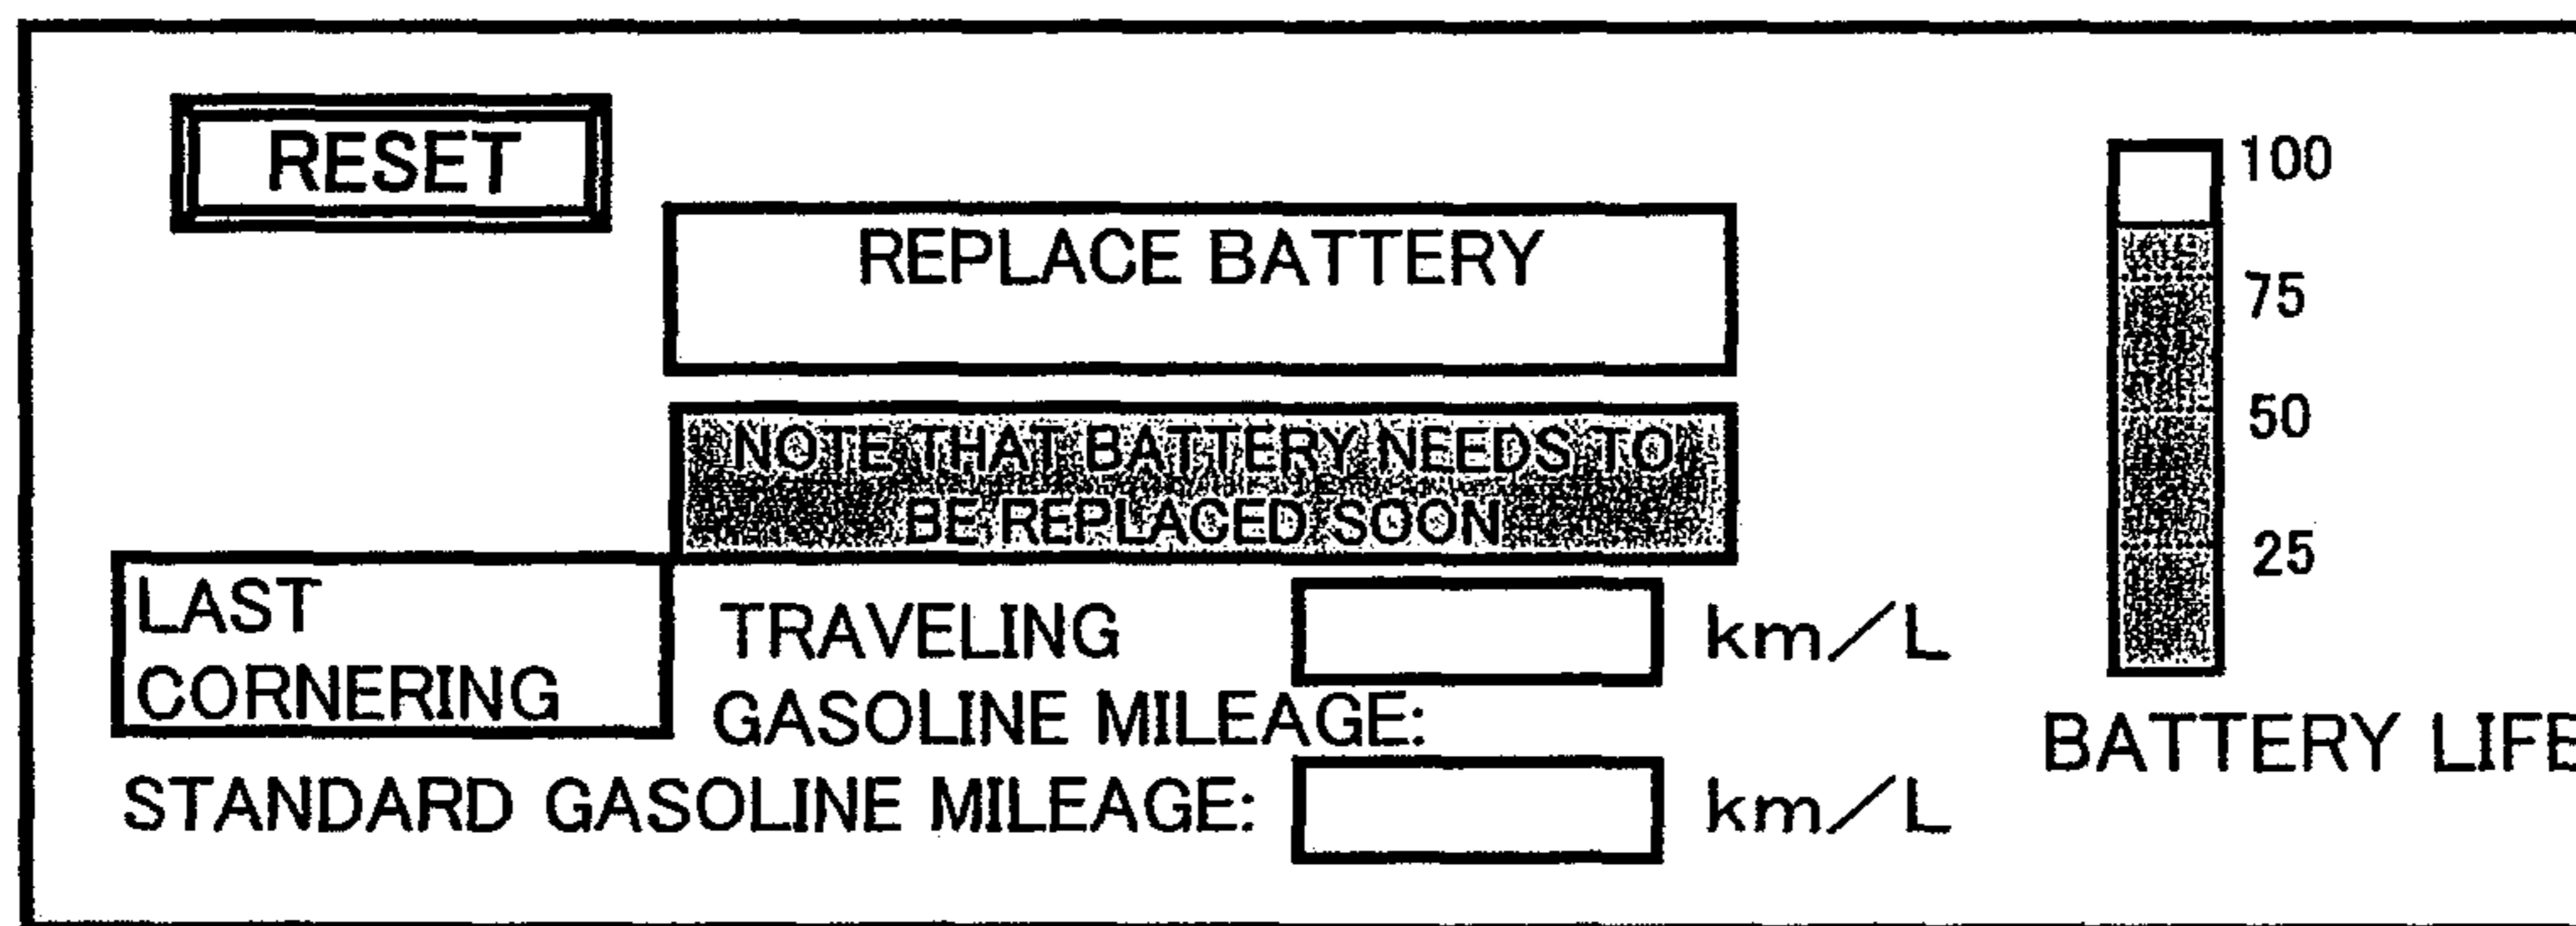 RESET
REPLACE BATTERY
NOTE THAT BATTERY NEEDS TO
BE REPLACED SOON
LAST
CORNERING
TRAVELING
GASOLINE MILEAGE:
km/L
STANDARD GASOLINE MILEAGE:
km/L
100
75
50
25
BATTERY LIFE